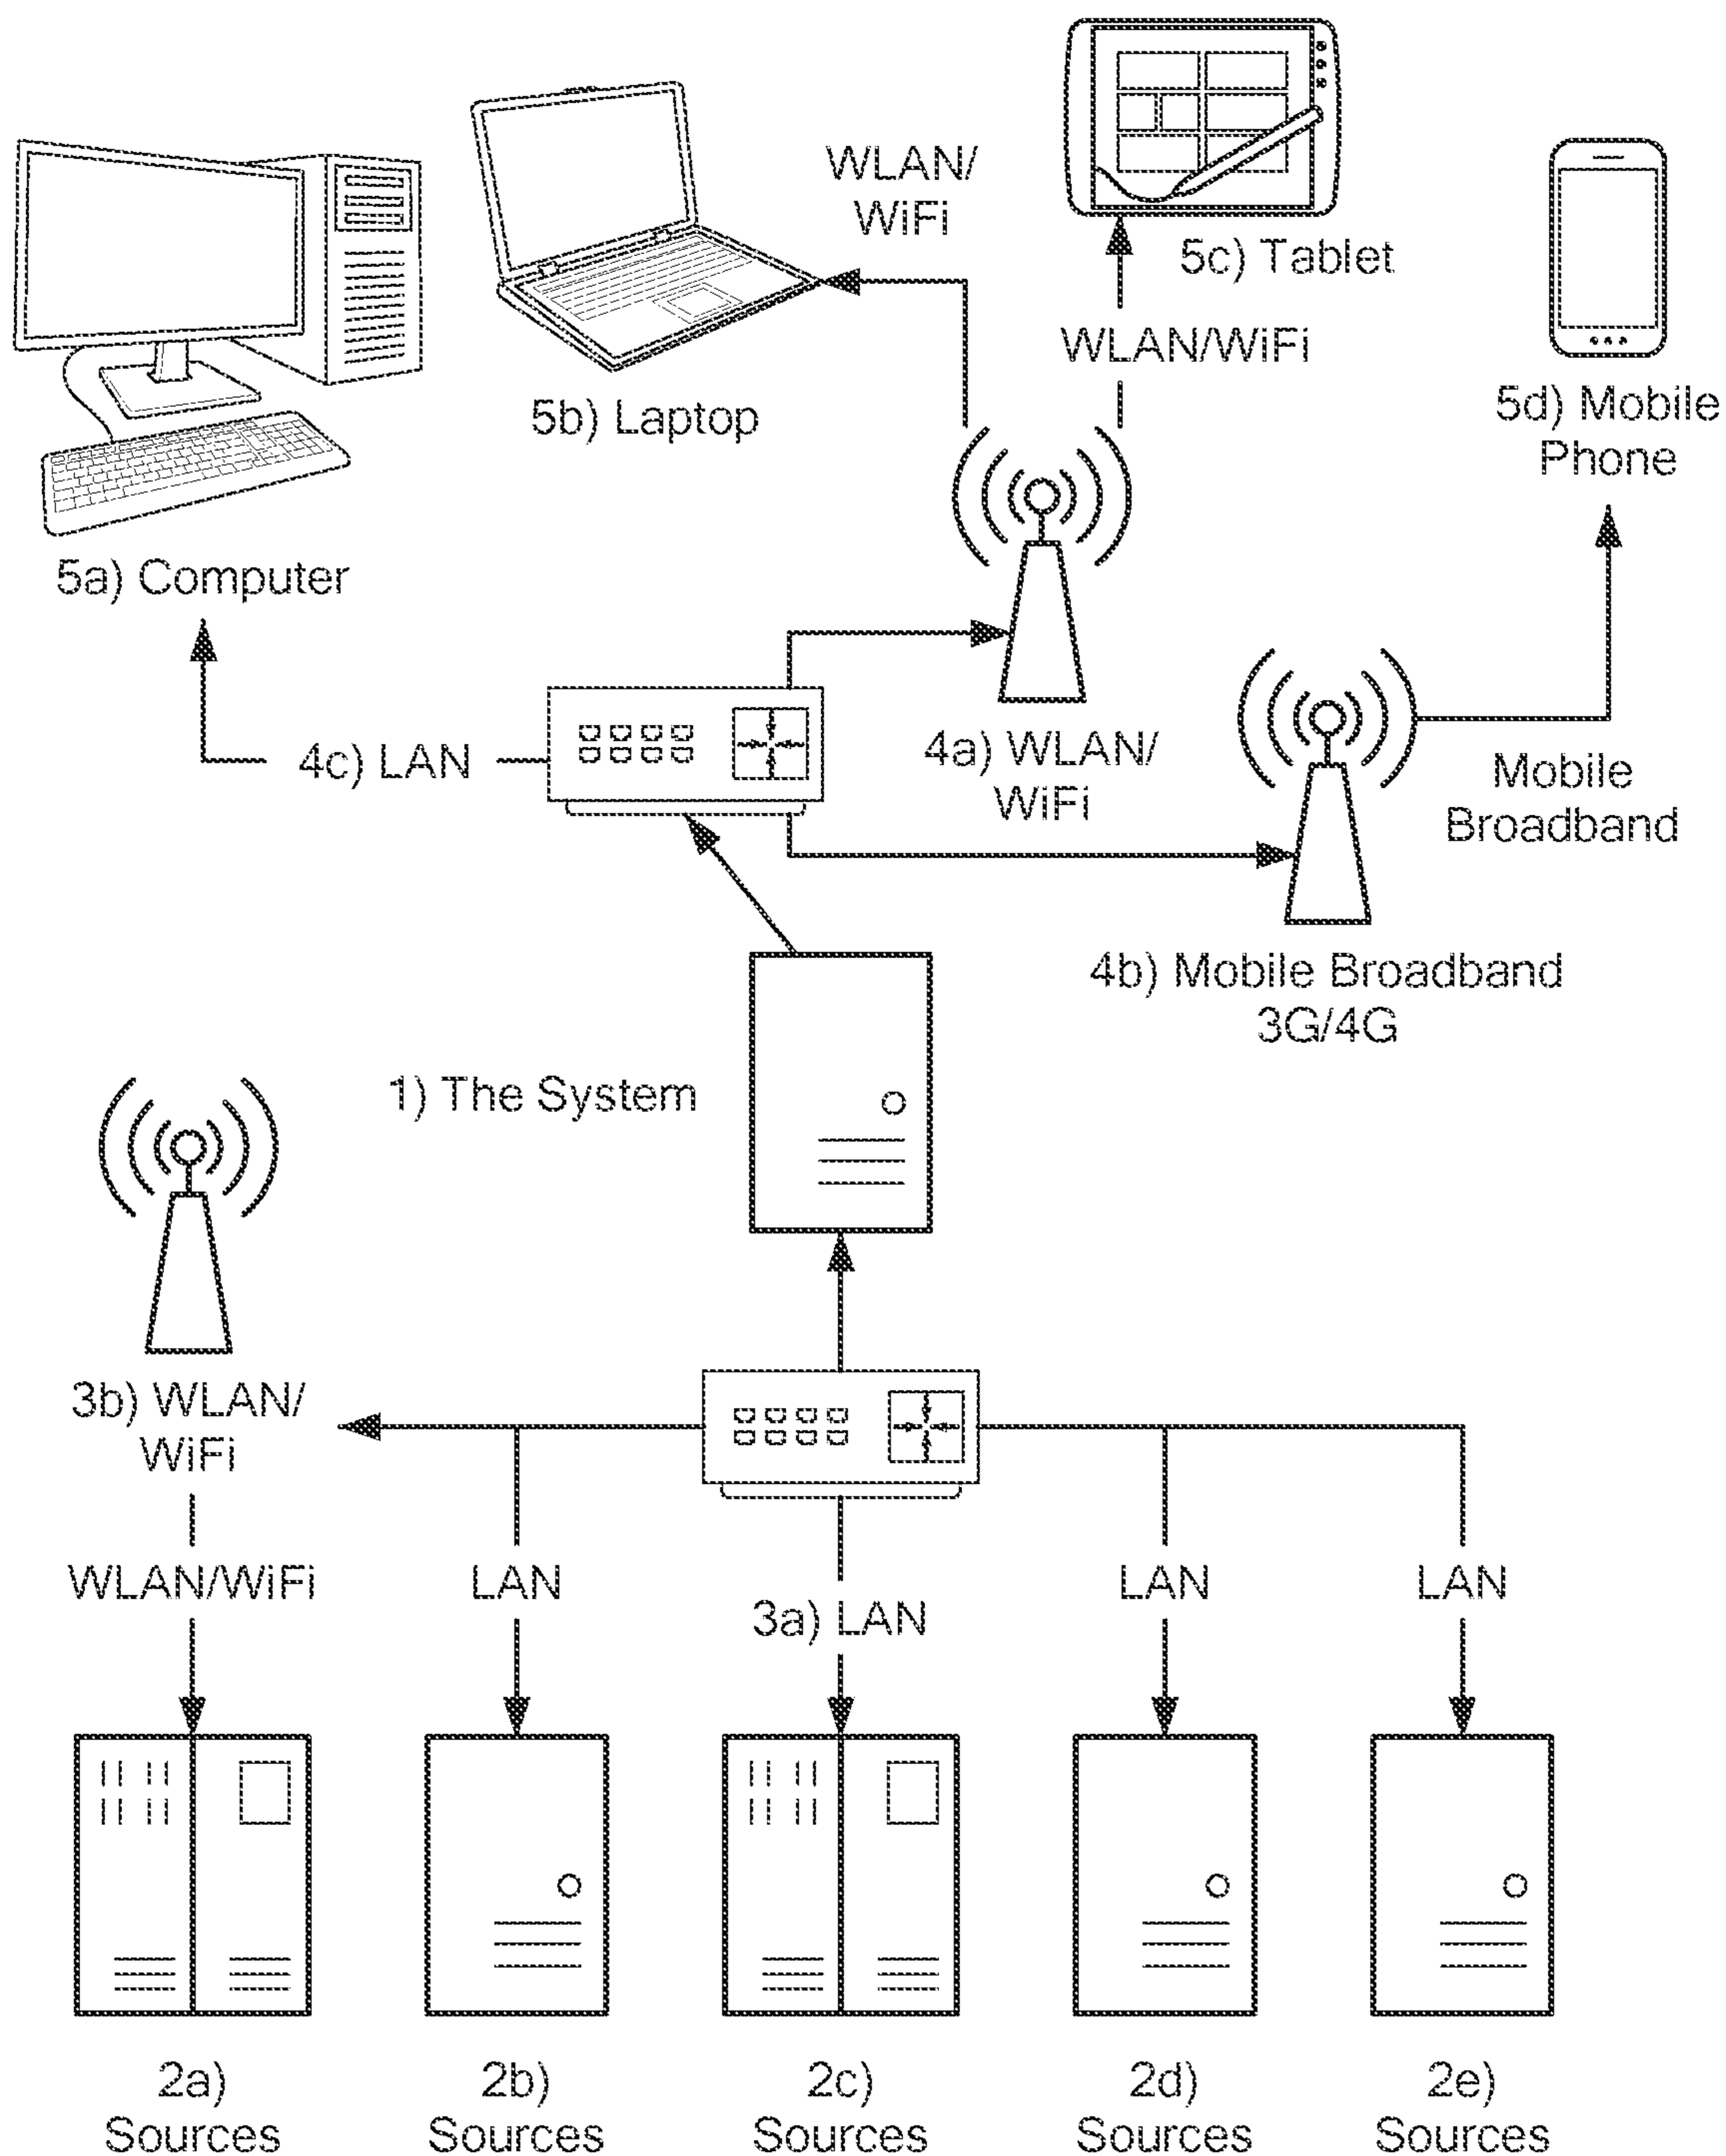 WLAN/
WiFi
5c) Tablet
WLAN/WiFi
5b) Laptop
5d) Mobile
Phone
5a) Computer
4c) LAN
4a) WLAN/
WiFi
Mobile
Broadband
4b) Mobile Broadband
3G/4G
1) The System
3b) WLAN/
WiFi
WLAN/WiFi
LAN
3a) LAN
LAN
LAN
2a)
Sources
2b)
Sources
2c)
Sources
2d)
Sources
2e)
Sources